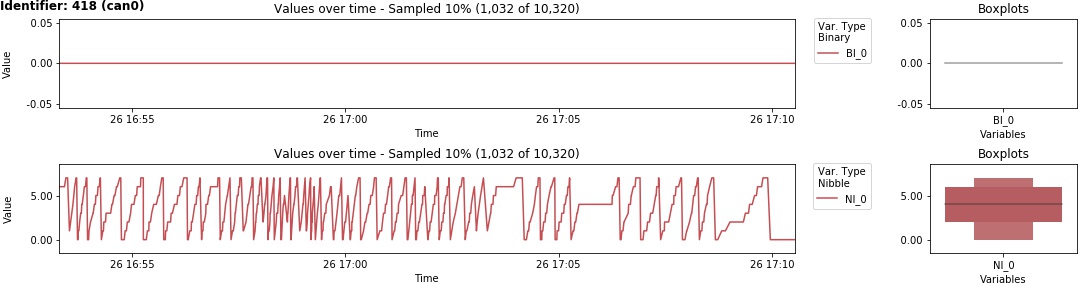 Identifier: 418 (can0)
Values over time - Sampled 10% (1,032 of 10,320)
Value
0.05
0.00
-0.05
26 16:55
26 17:00
26 17:05
26 17:10
Time
Var. Type
Binary
BI_0
Boxplots
0.05
0.00
-0.05
BI_0
Variables
Values over time - Sampled 10% (1,032 of 10,320)
Value
5.00
0.00
26 16:55
26 17:00
26 17:05
26 17:10
Time
Var. Type
Nibble
NI_0
Boxplots
5.00
0.00
NI_0
Variables